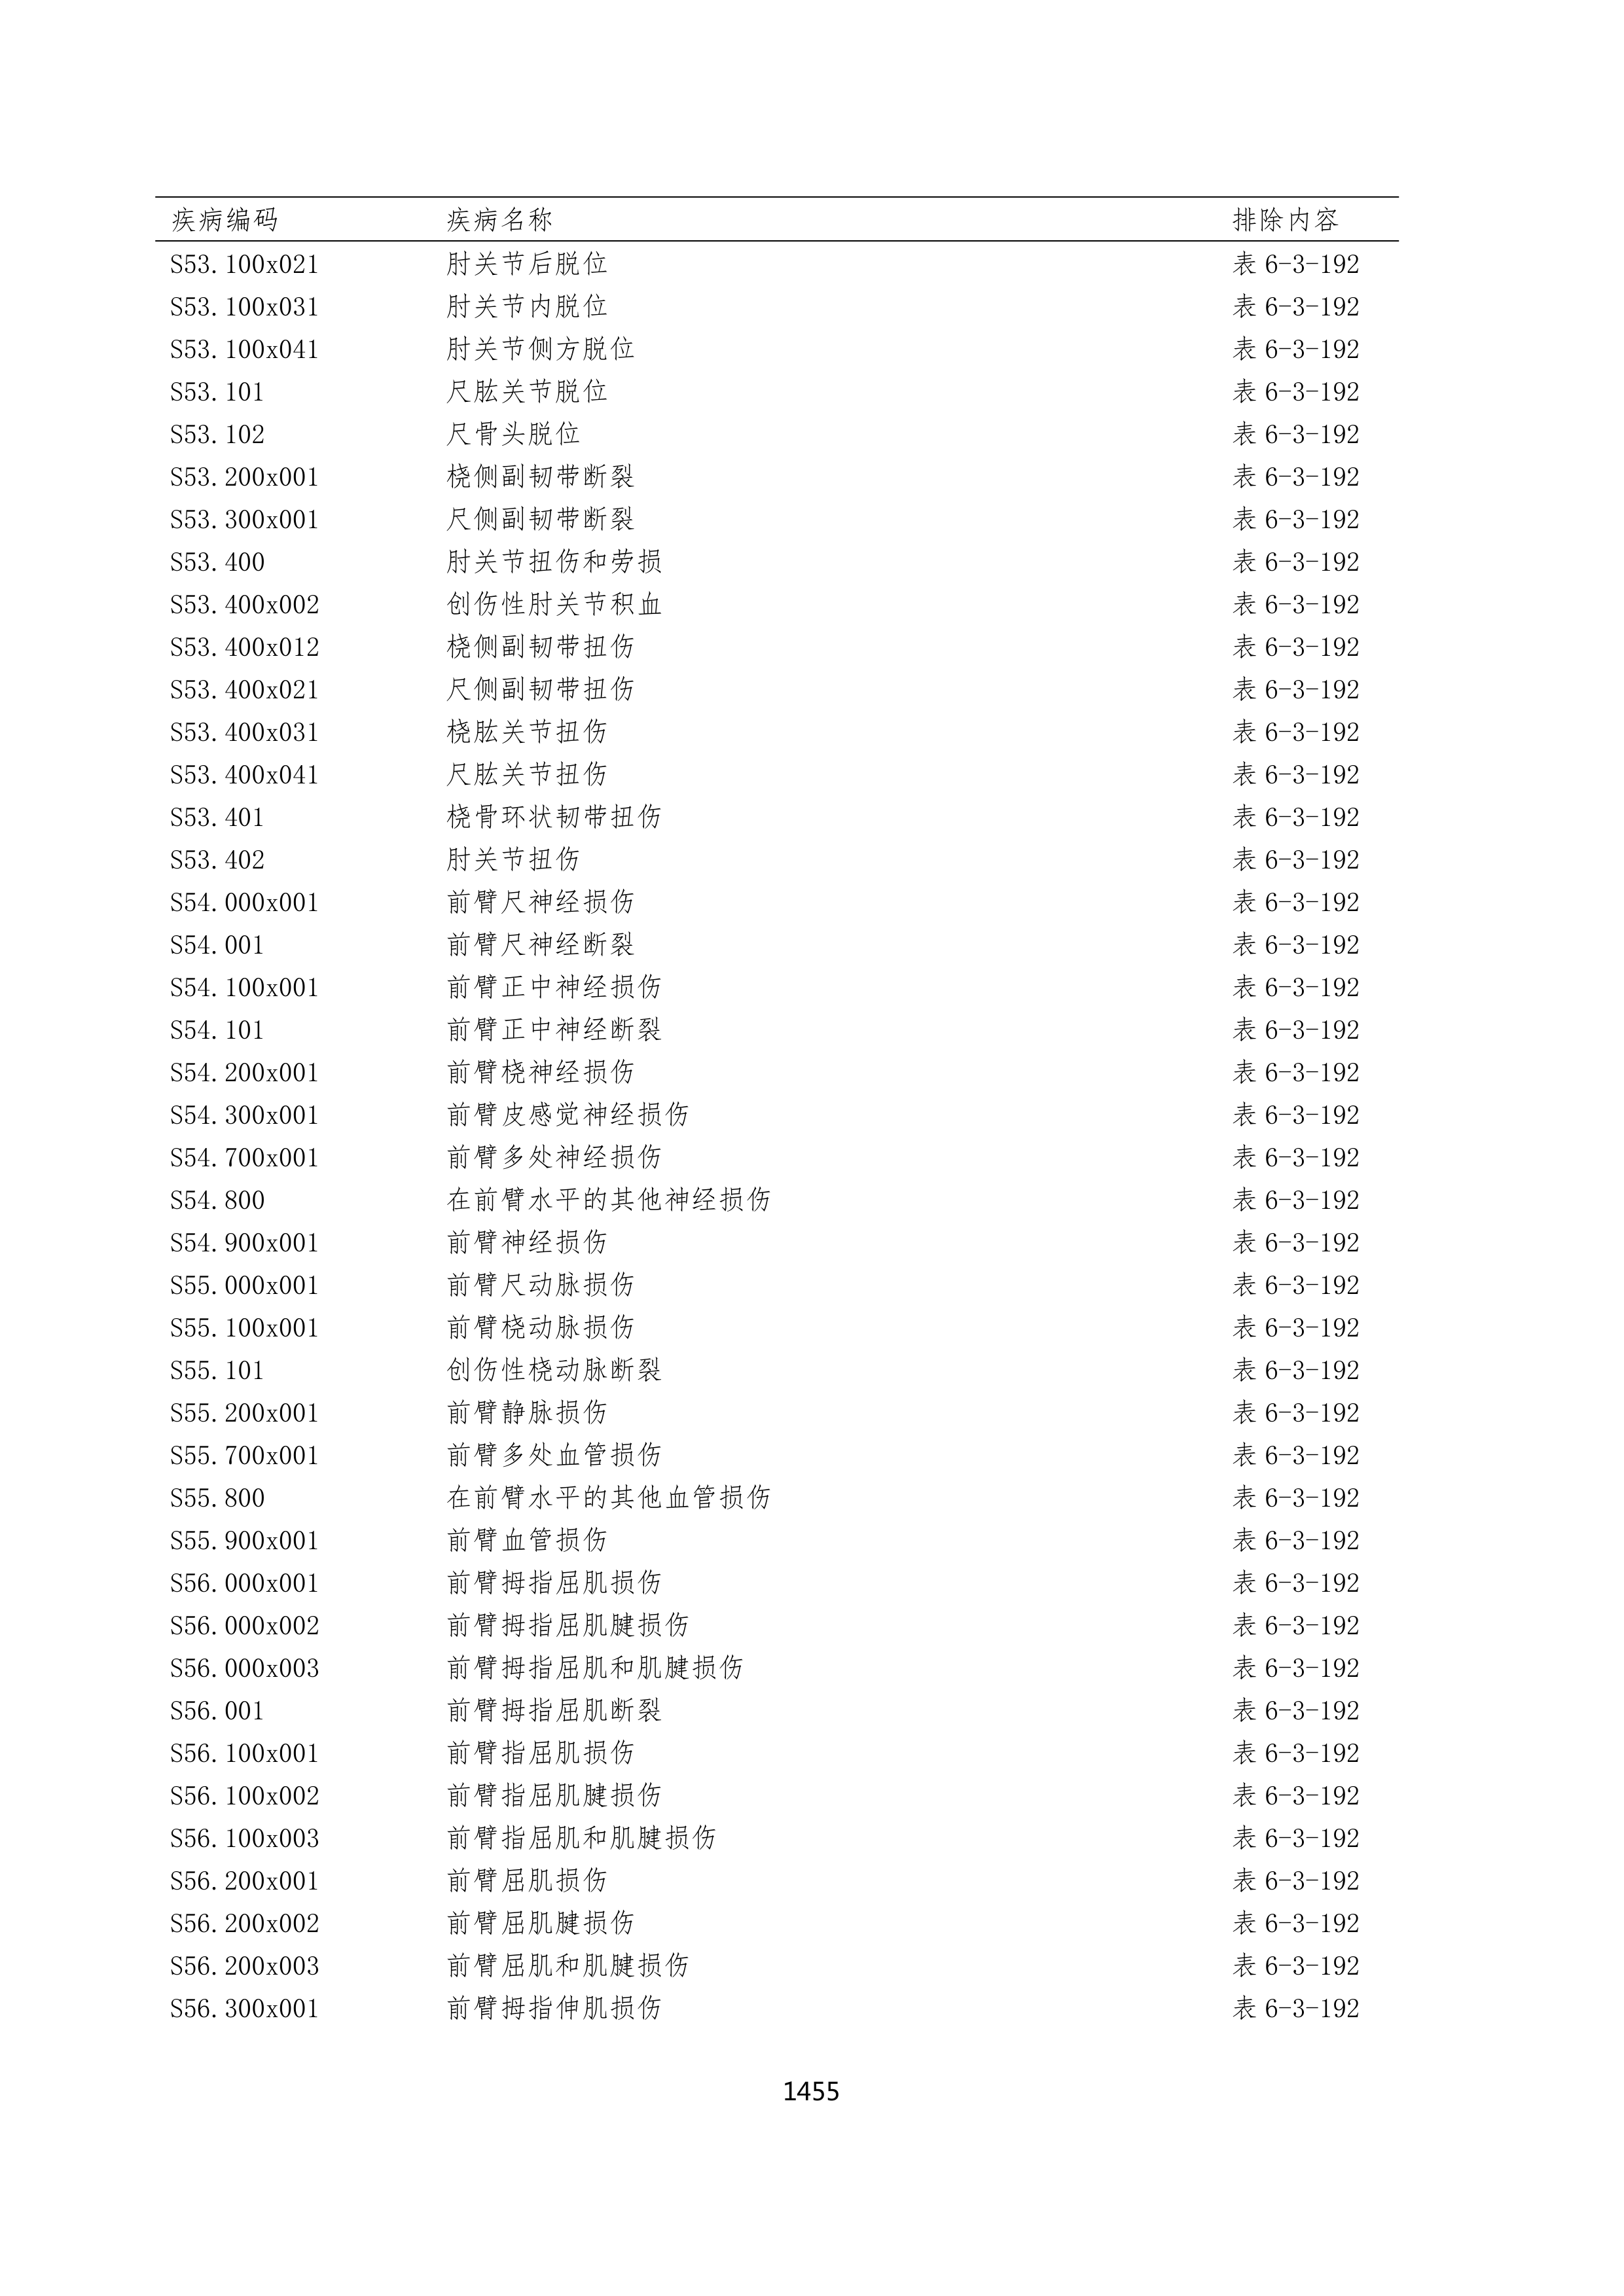 疾病编码 疾病名称 排除内容
S53.100x021 肘关节后脱位 表 6-3-192
S53.100x031 肘关节内脱位 表 6-3-192
S53.100x041 肘关节侧方脱位 表 6-3-192
S53.101 尺肱关节脱位 表 6-3-192
S53.102 尺骨头脱位 表 6-3-192
S53.200x001 桡侧副韧带断裂 表 6-3-192
S53.300x001 尺侧副韧带断裂 表 6-3-192
S53.400 肘关节扭伤和劳损 表 6-3-192
S53.400x002 创伤性肘关节积血 表 6-3-192
S53.400x012 桡侧副韧带扭伤 表 6-3-192
S53.400x021 尺侧副韧带扭伤 表 6-3-192
S53.400x031 桡肱关节扭伤 表 6-3-192
S53.400x041 尺肱关节扭伤 表 6-3-192
S53.401 桡骨环状韧带扭伤 表 6-3-192
S53.402 肘关节扭伤 表 6-3-192
S54.000x001 前臂尺神经损伤 表 6-3-192
S54.001 前臂尺神经断裂 表 6-3-192
S54.100x001 前臂正中神经损伤 表 6-3-192
S54.101 前臂正中神经断裂 表 6-3-192
S54.200x001 前臂桡神经损伤 表 6-3-192
S54.300x001 前臂皮感觉神经损伤 表 6-3-192
S54.700x001 前臂多处神经损伤 表 6-3-192
S54.800 在前臂水平的其他神经损伤 表 6-3-192
S54.900x001 前臂神经损伤 表 6-3-192
S55.000x001 前臂尺动脉损伤 表 6-3-192
S55.100x001 前臂桡动脉损伤 表 6-3-192
S55.101 创伤性桡动脉断裂 表 6-3-192
S55.200x001 前臂静脉损伤 表 6-3-192
S55.700x001 前臂多处血管损伤 表 6-3-192
S55.800 在前臂水平的其他血管损伤 表 6-3-192
S55.900x001 前臂血管损伤 表 6-3-192
S56.000x001 前臂拇指屈肌损伤 表 6-3-192
S56.000x002 前臂拇指屈肌腱损伤 表 6-3-192
S56.000x003 前臂拇指屈肌和肌腱损伤 表 6-3-192
S56.001 前臂拇指屈肌断裂 表 6-3-192
S56.100x001 前臂指屈肌损伤 表 6-3-192
S56.100x002 前臂指屈肌腱损伤 表 6-3-192
S56.100x003 前臂指屈肌和肌腱损伤 表 6-3-192
S56.200x001 前臂屈肌损伤 表 6-3-192
S56.200x002 前臂屈肌腱损伤 表 6-3-192
S56.200x003 前臂屈肌和肌腱损伤 表 6-3-192
S56.300x001 前臂拇指伸肌损伤 表 6-3-192
1455